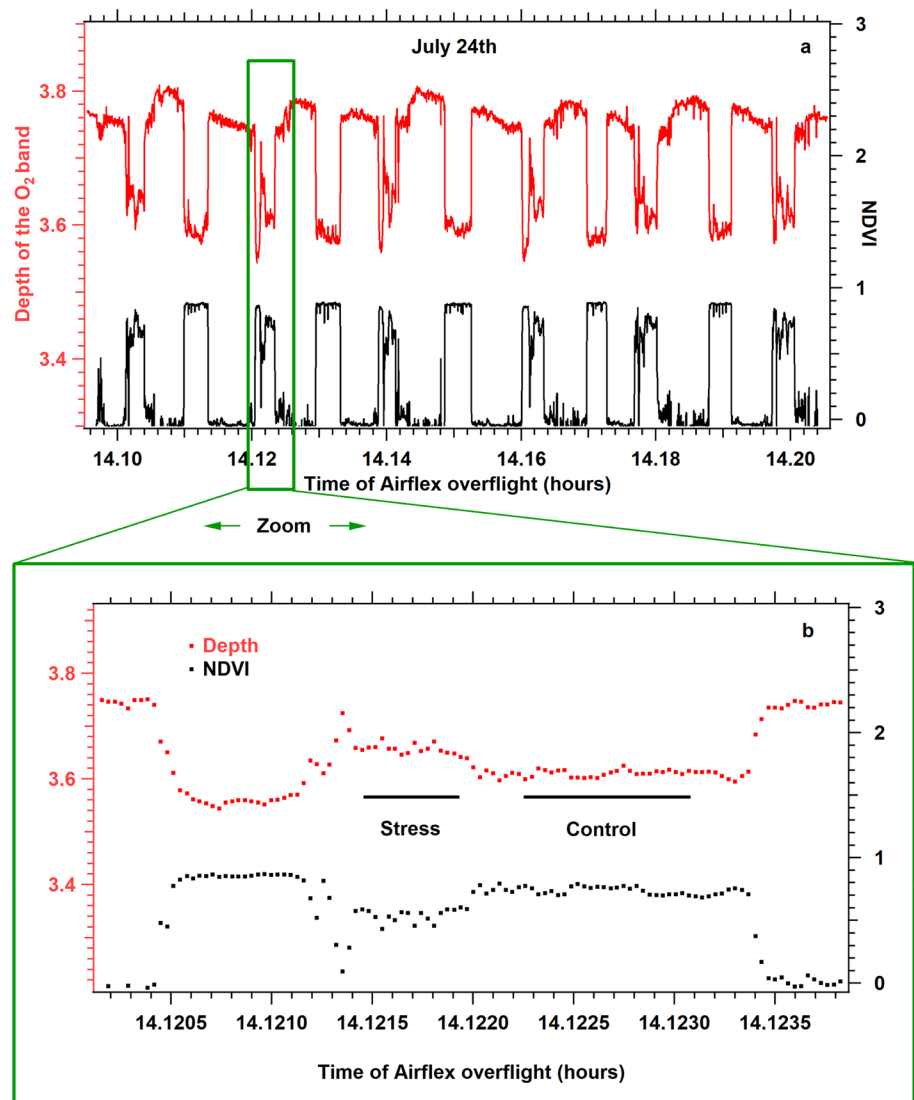 July 24th
a
Depth of the O2 band
3.8
3.6
3.4
3
2
1
0
NDVI
14.10
14.12
14.14
14.16
14.18
14.20
Time of Airflex overflight (hours)
Zoom
b
Depth
NDVI
3.8
3.6
3.4
3
2
1
0
Stress
Control
14.1205
14.1210
14.1215
14.1220
14.1225
14.1230
14.1235
Time of Airflex overflight (hours)